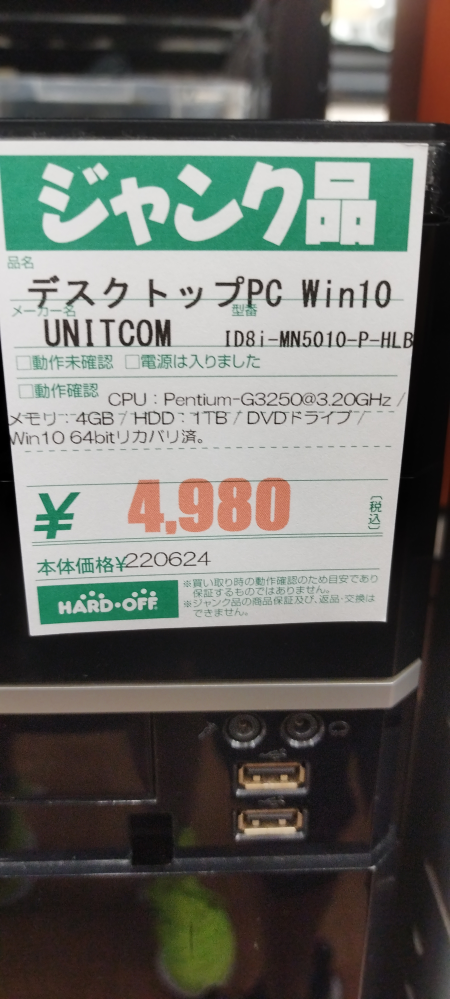 ジャンク品
品名
デスクトップPC Win10
メーカー名 型番
UNITCOM ID8i-MN5010-P-HLB
□動作未確認 □電源は入りました
□動作確認 CPU:Pentium-G3250@3.20GHz /
メモリ:4GB / HDD:1TB / DVDドライブ /
Win10 64bitリカバリ済。
¥ 4,980 (税込)
本体価格¥220624
HARD・OFF
※買い取り時の動作確認のため目安であり
保証するものではありません。
※ジャンク品の商品保証及び、返品・交換は
できません。